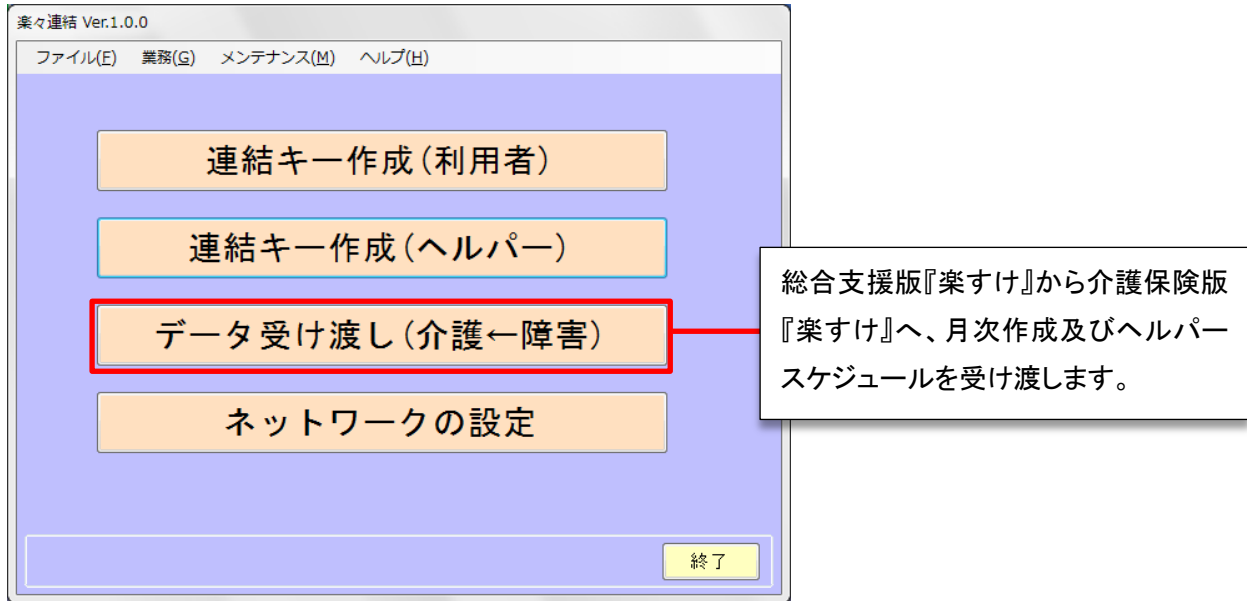 楽々連結 Ver.1.0.0
ファイル(F) 業務(G) メンテナンス(M) ヘルプ(H)
連結キー作成(利用者)
連結キー作成(ヘルパー)
データ受け渡し(介護←障害)
総合支援版『楽すけ』から介護保険版
『楽すけ』へ、月次作成及びヘルパー
スケジュールを受け渡します。
ネットワークの設定
終了